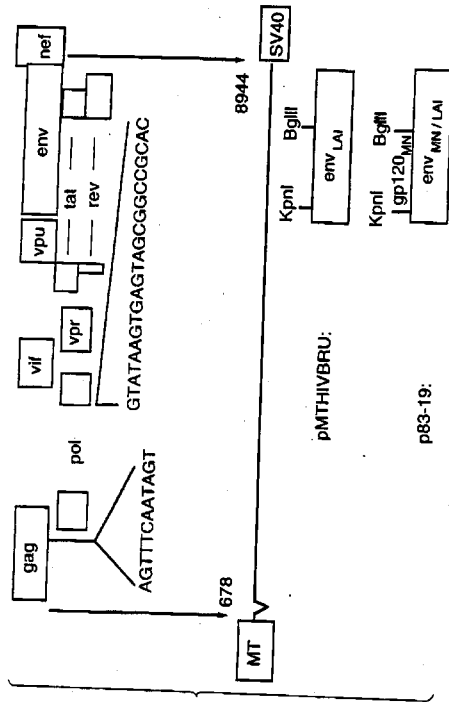 gag vif vpu env nef
pol vpr tat
rev
AGTTTCAATAGT GTATAAGTGAGTAGCGGCCGCAC
678 8944
MT SV40
KpnI BglII
pMTHIVBRU: env LAI
KpnI gp120 MN BglII
p83-19: env MN/LAI